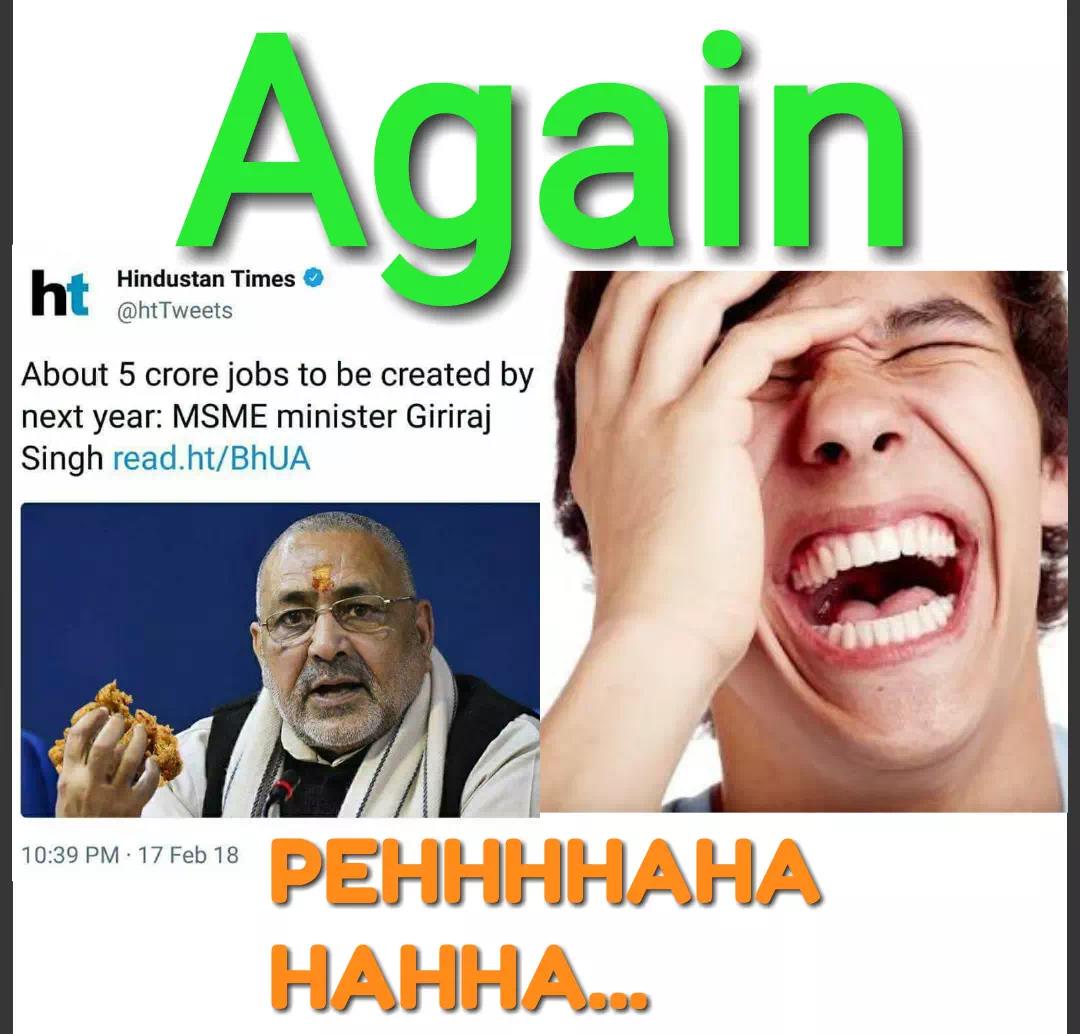 Again
ht Hindustan Times
@htTweets
About 5 crore jobs to be created by
next year: MSME minister Giriraj
Singh read.ht/BhUA
10:39 PM · 17 Feb 18
PEHHHHAHA
HAHHA...